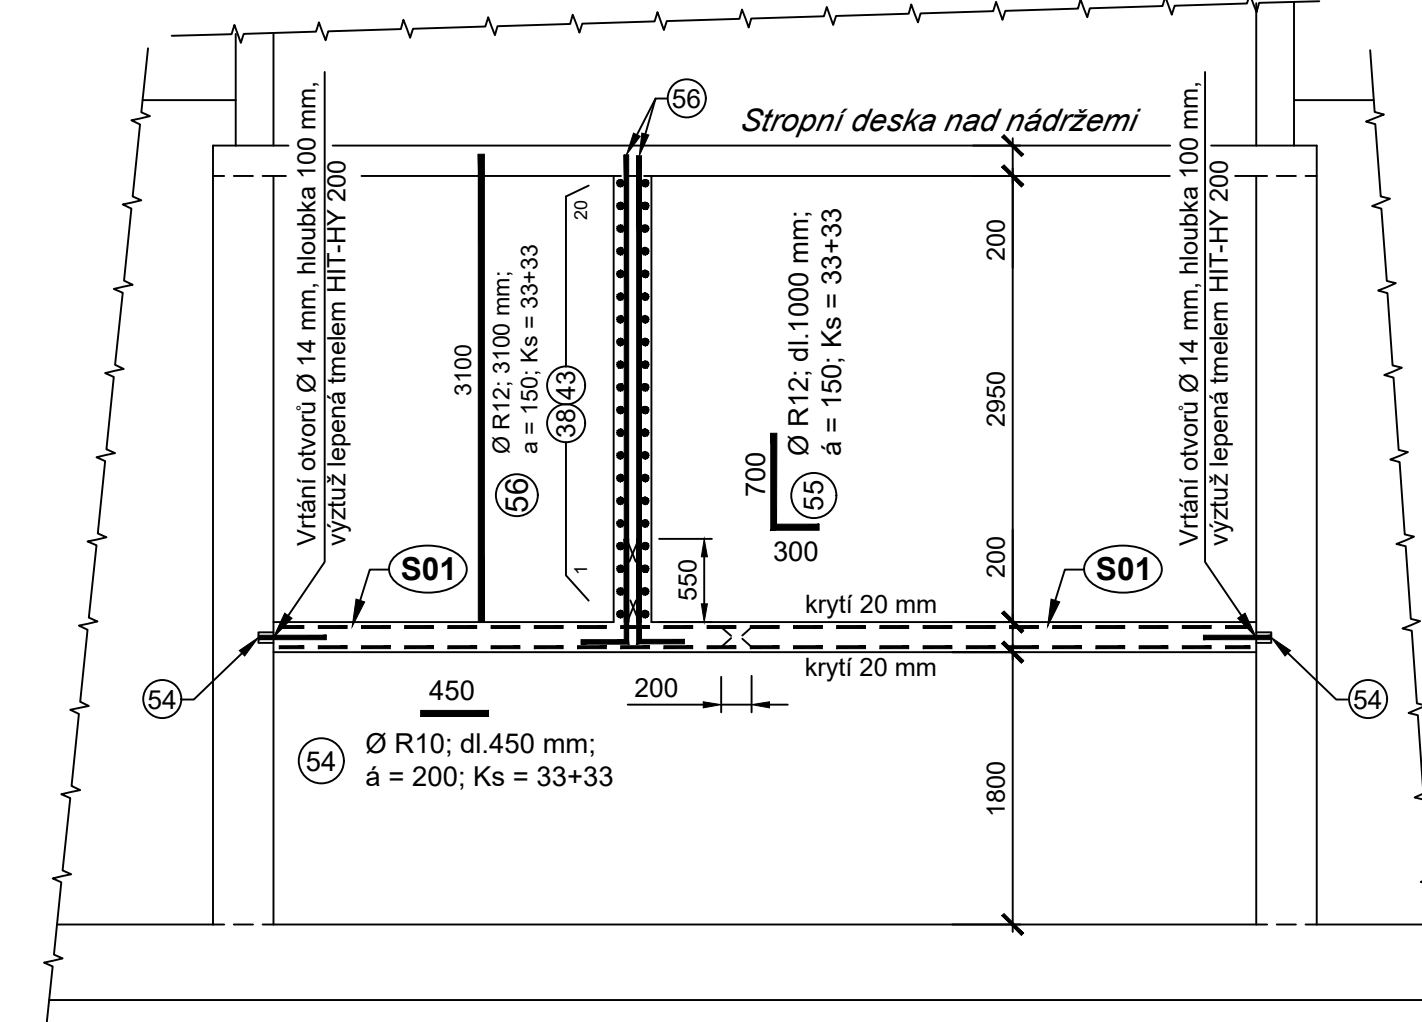 56
Stropní deska nad nádržemi
Vrtání otvorů Ø 14 mm, hloubka 100 mm,
výztuž lepená tmelem HIT-HY 200
3100
Ø R12; 3100 mm;
a = 150; Ks = 33+33
56
20
38 43
1
Ø R12; dl.1000 mm;
á = 150; Ks = 33+33
55
700
300
200
2950
200
1800
Vrtání otvorů Ø 14 mm, hloubka 100 mm,
výztuž lepená tmelem HIT-HY 200
S01
550
S01
krytí 20 mm
krytí 20 mm
54
450
200
54
54
Ø R10; dl.450 mm;
á = 200; Ks = 33+33